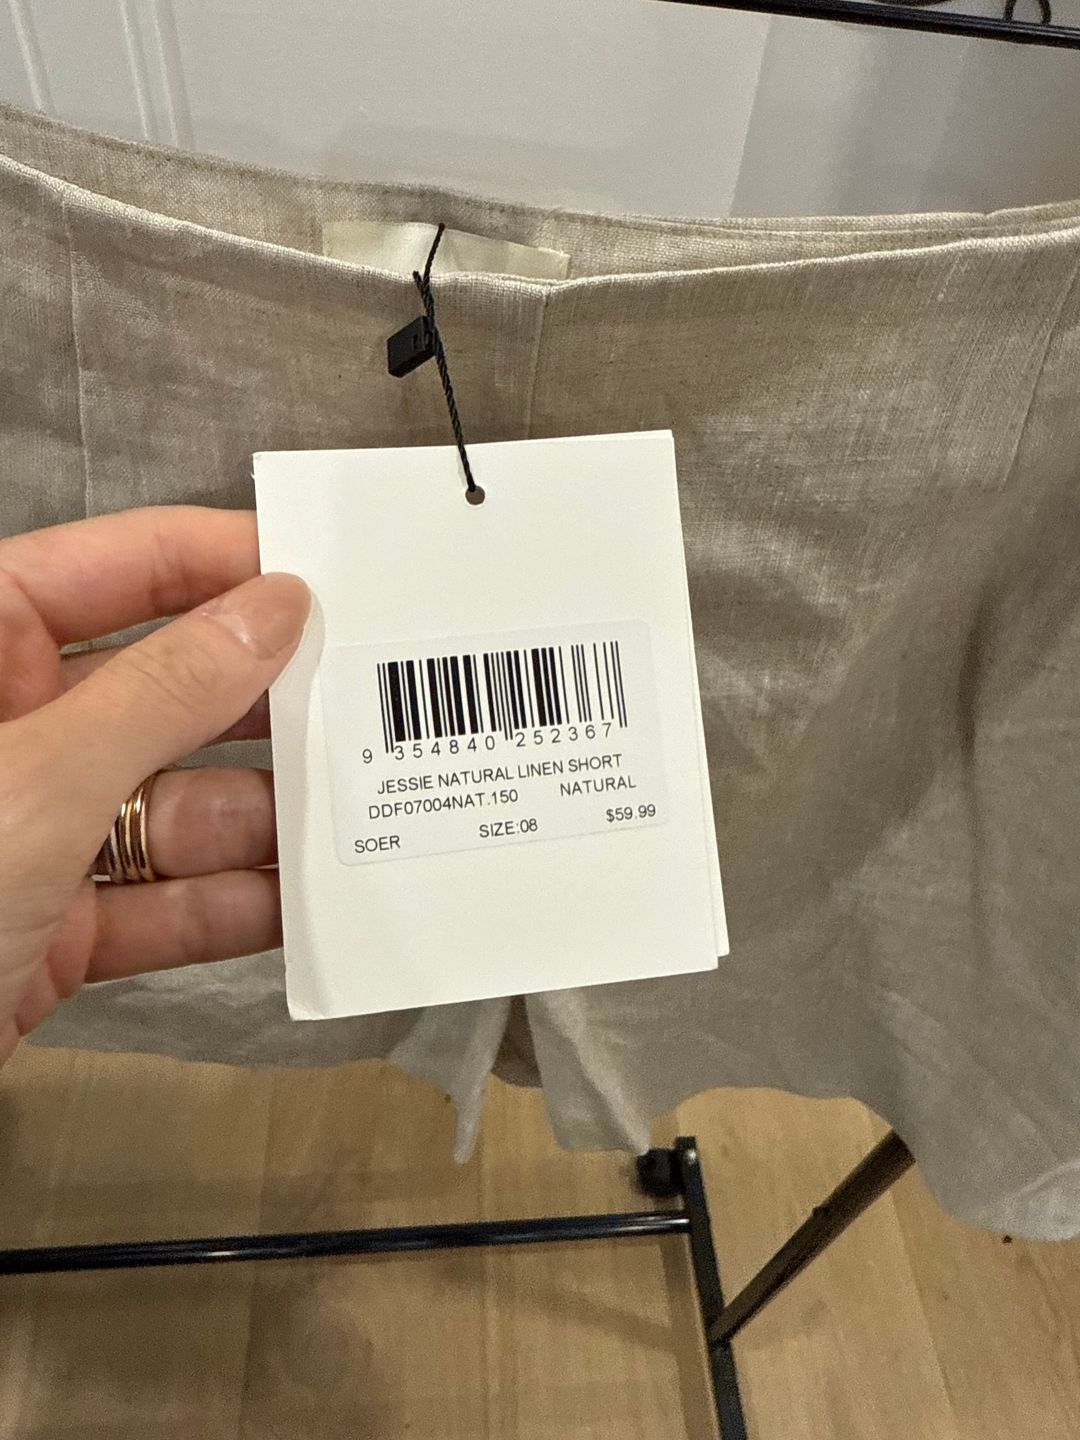 9 354840 252367
JESSIE NATURAL LINEN SHORT
DDF07004NAT.150 NATURAL
SOER SIZE:08 $59.99